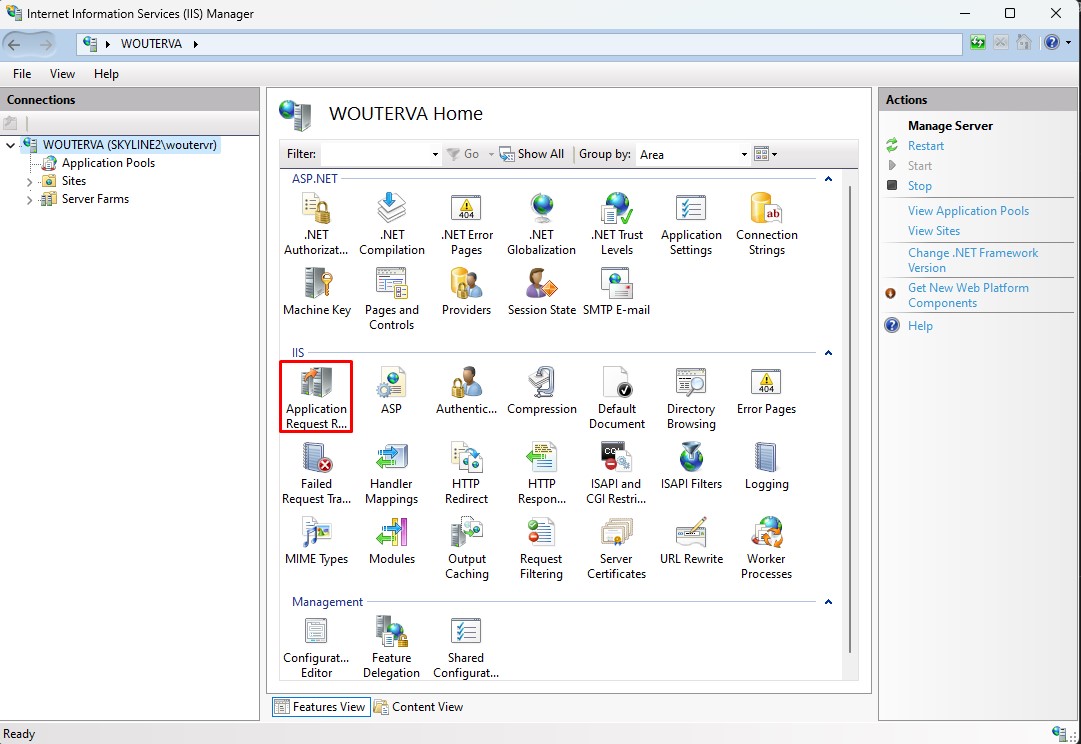 Internet Information Services (IIS) Manager
WOUTERVA
File View Help
Connections
WOUTERVA (SKYLINE2\woutervr)
Application Pools
Sites
Server Farms
WOUTERVA Home
Filter: Go Show All Group by: Area
ASP.NET
.NET Authorizat...
.NET Compilation
.NET Error Pages
.NET Globalization
.NET Trust Levels
Application Settings
Connection Strings
Machine Key
Pages and Controls
Providers
Session State
SMTP E-mail
IIS
Application Request R...
ASP
Authentic...
Compression
Default Document
Directory Browsing
Error Pages
Failed Request Tra...
Handler Mappings
HTTP Redirect
HTTP Respon...
ISAPI and CGI Restri...
ISAPI Filters
Logging
MIME Types
Modules
Output Caching
Request Filtering
Server Certificates
URL Rewrite
Worker Processes
Management
Configurat... Editor
Feature Delegation
Shared Configurat...
Features View
Content View
Actions
Manage Server
Restart
Start
Stop
View Application Pools
View Sites
Change .NET Framework
Version
Get New Web Platform
Components
Help
Ready